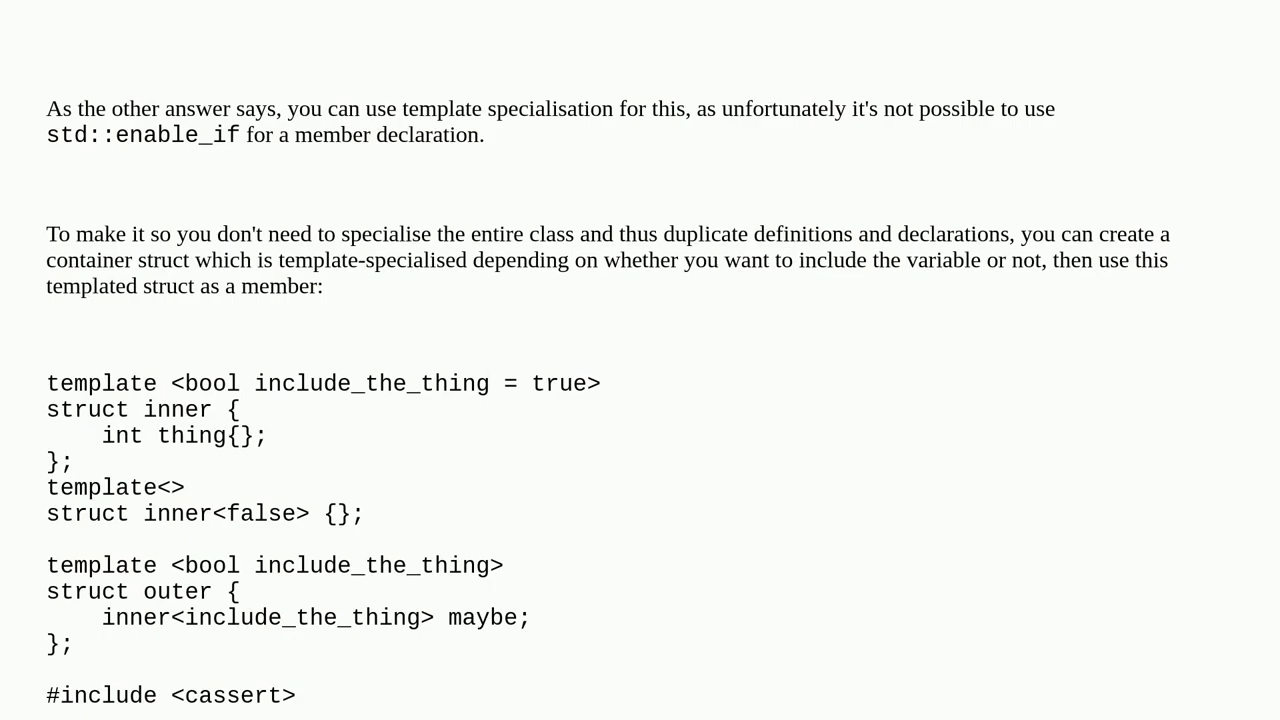 As the other answer says, you can use template specialisation for this, as unfortunately it's not possible to use
std::enable_if for a member declaration.
To make it so you don't need to specialise the entire class and thus duplicate definitions and declarations, you can create a
container struct which is template-specialised depending on whether you want to include the variable or not, then use this
templated struct as a member:
template <bool include_the_thing = true>
struct inner {
    int thing{};
};
template<>
struct inner<false> {};
template <bool include_the_thing>
struct outer {
    inner<include_the_thing> maybe;
};
#include <cassert>